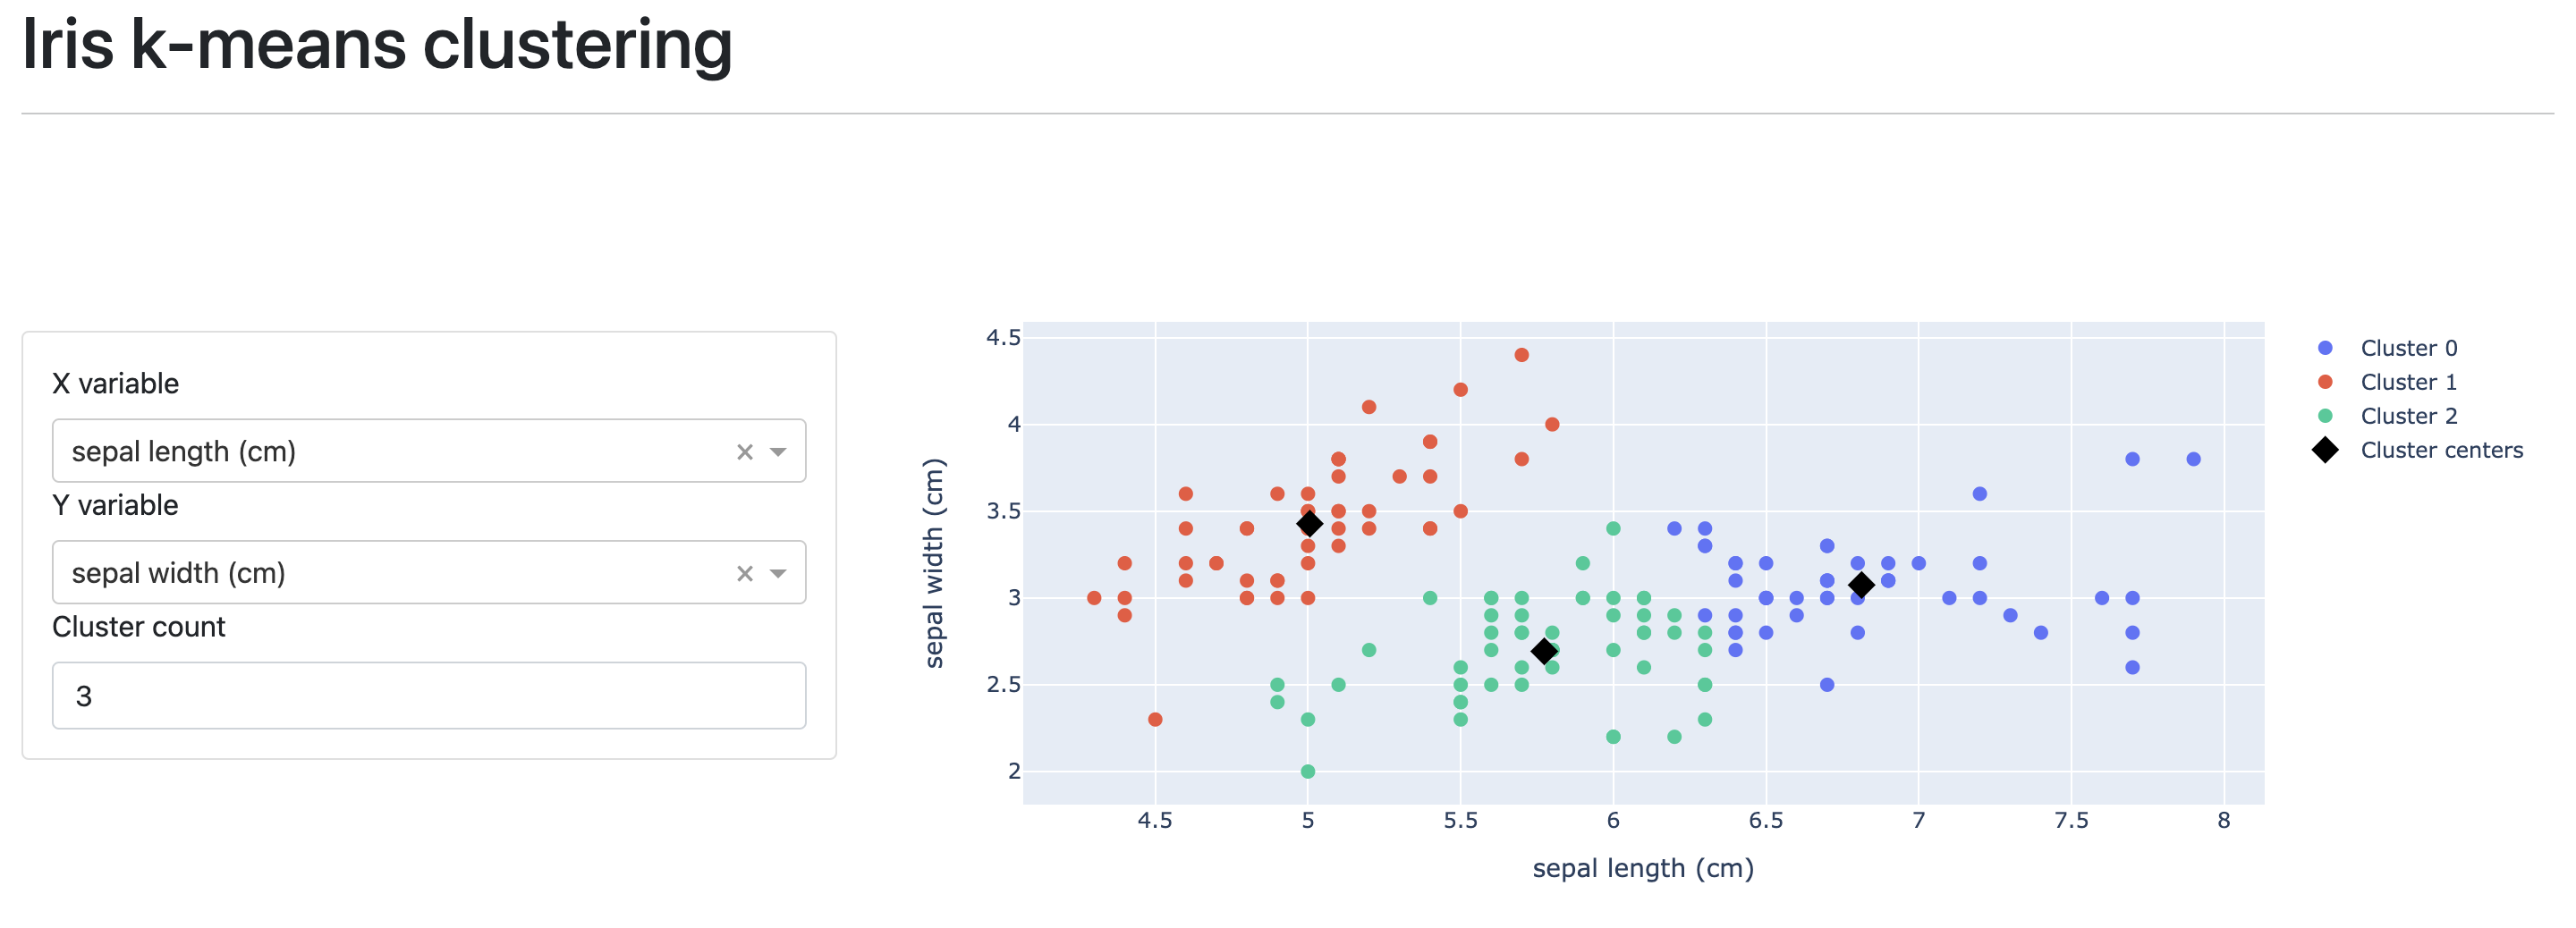 Iris k-means clustering
X variable
sepal length (cm)
Y variable
sepal width (cm)
Cluster count
3
sepal width (cm)
4.5
4
3.5
3
2.5
2
4.5 5 5.5 6 6.5 7 7.5 8
sepal length (cm)
Cluster 0
Cluster 1
Cluster 2
Cluster centers